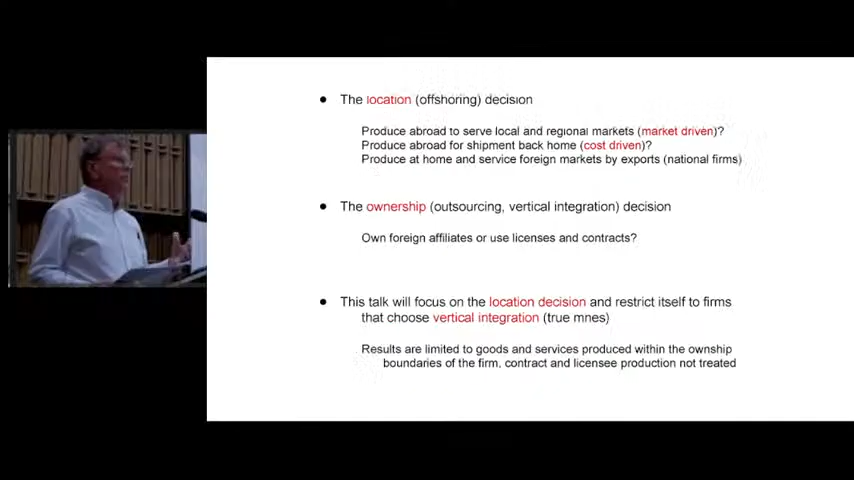 ● The location (offshoring) decision
Produce abroad to serve local and regional markets (market driven)?
Produce abroad for shipment back home (cost driven)?
Produce at home and service foreign markets by exports (national firms)
● The ownership (outsourcing, vertical integration) decision
Own foreign affiliates or use licenses and contracts?
● This talk will focus on the location decision and restrict itself to firms
that choose vertical integration (true mnes)
Results are limited to goods and services produced within the ownship
boundaries of the firm, contract and licensee production not treated